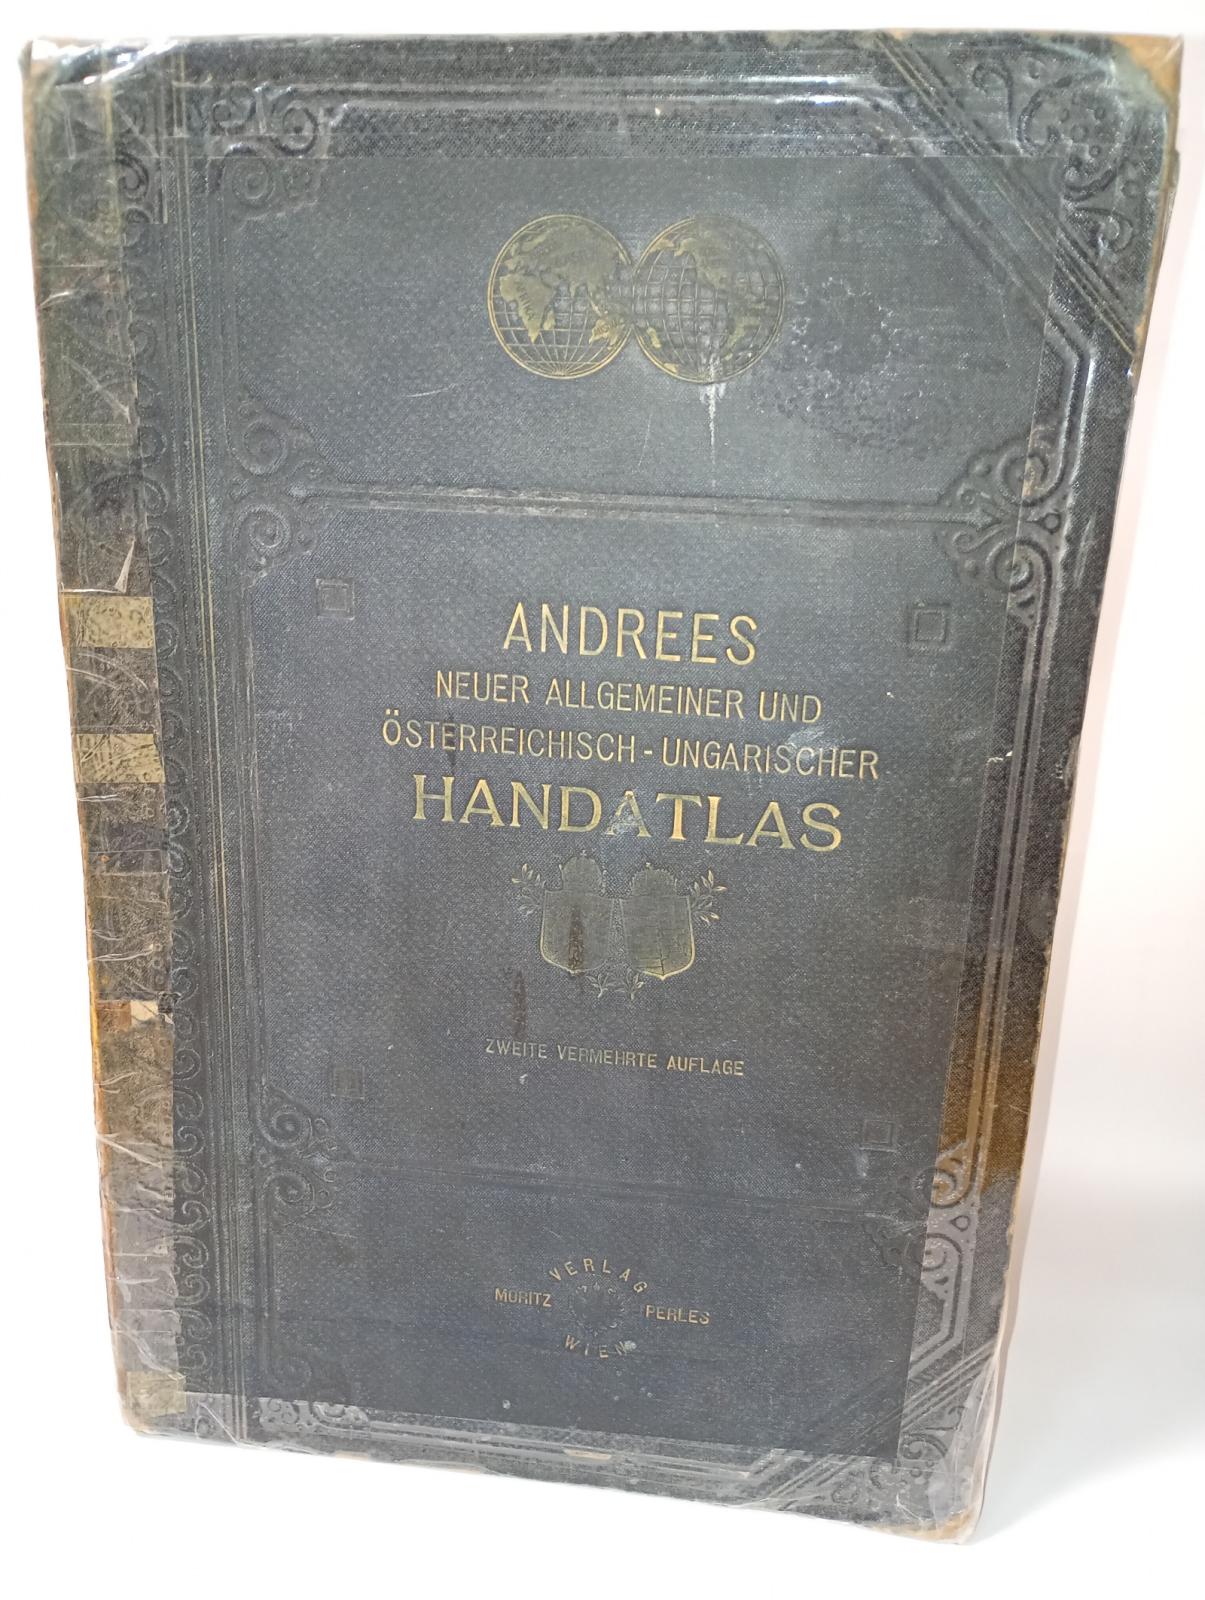 ANDREES
NEUER ALLGEMEINER UND
ÖSTERREICHISCH-UNGARISCHER
HANDATLAS
ZWEITE VERMEHRTE AUFLAGE
VERLAG
MORITZ PERLES
WIEN